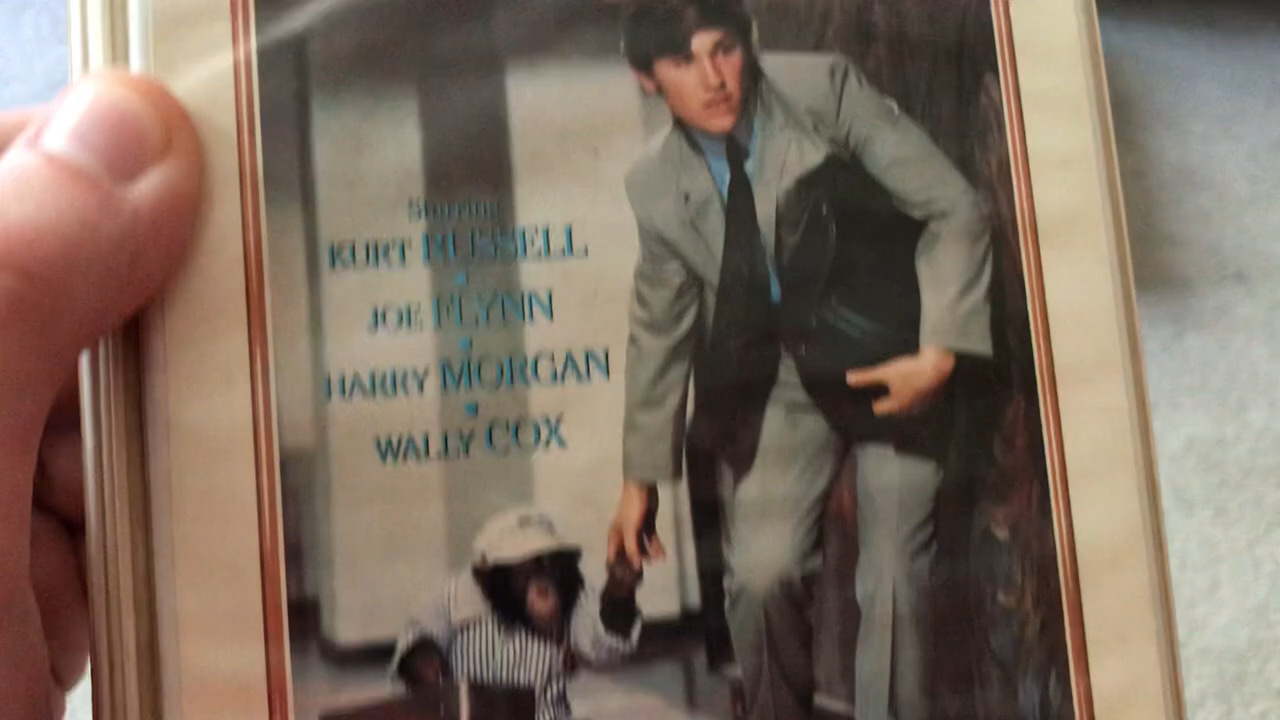 Starring
KURT RUSSELL
JOE FLYNN
HARRY MORGAN
WALLY COX